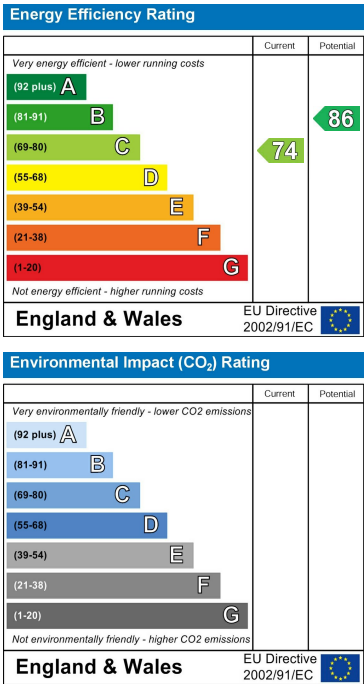 Energy Efficiency Rating
Current Potential
Very energy efficient - lower running costs
(92 plus) A
(81-91) B
86
(69-80) C
74
(55-68) D
(39-54) E
(21-38) F
(1-20) G
Not energy efficient - higher running costs
England & Wales
EU Directive
2002/91/EC
Environmental Impact (CO₂) Rating
Current Potential
Very environmentally friendly - lower CO2 emissions
(92 plus) A
(81-91) B
(69-80) C
(55-68) D
(39-54) E
(21-38) F
(1-20) G
Not environmentally friendly - higher CO2 emissions
England & Wales
EU Directive
2002/91/EC